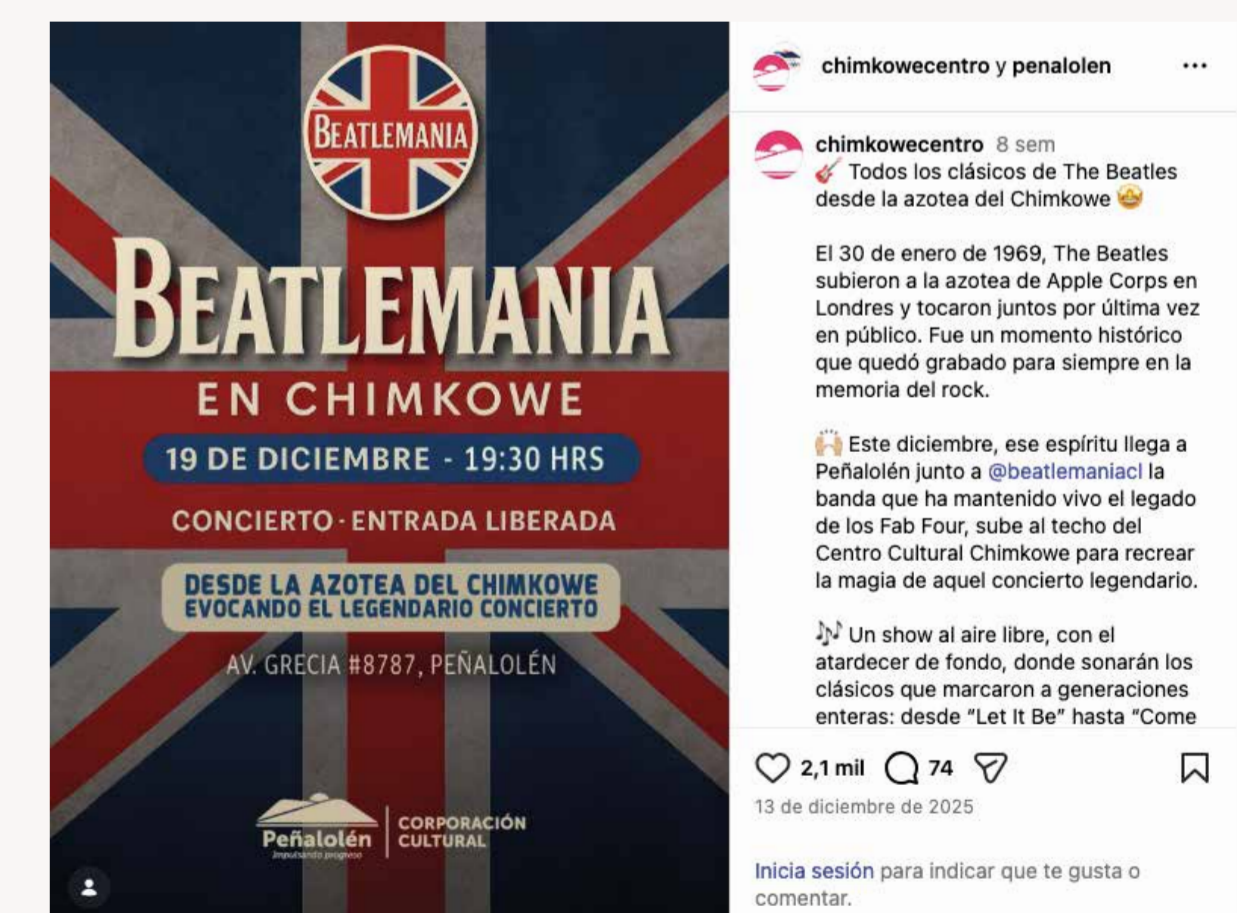 BEATLEMANIA
BEATLEMANIA
EN CHIMKOWE
19 DE DICIEMBRE - 19:30 HRS
CONCIERTO · ENTRADA LIBERADA
DESDE LA AZOTEA DEL CHIMKOWE
EVOCANDO EL LEGENDARIO CONCIERTO
AV. GRECIA #8787, PEÑALOLÉN
Peñalolén
Impulsando progreso
CORPORACIÓN
CULTURAL
chimkowecentro y penalolen
chimkowecentro 8 sem
🎸 Todos los clásicos de The Beatles
desde la azotea del Chimkowe 🤩
El 30 de enero de 1969, The Beatles
subieron a la azotea de Apple Corps en
Londres y tocaron juntos por última vez
en público. Fue un momento histórico
que quedó grabado para siempre en la
memoria del rock.
🙌🏼 Este diciembre, ese espíritu llega a
Peñalolén junto a @beatlemaniacl la
banda que ha mantenido vivo el legado
de los Fab Four, sube al techo del
Centro Cultural Chimkowe para recrear
la magia de aquel concierto legendario.
🎶 Un show al aire libre, con el
atardecer de fondo, donde sonarán los
clásicos que marcaron a generaciones
enteras: desde "Let It Be" hasta "Come
2,1 mil 74
13 de diciembre de 2025
Inicia sesión para indicar que te gusta o
comentar.